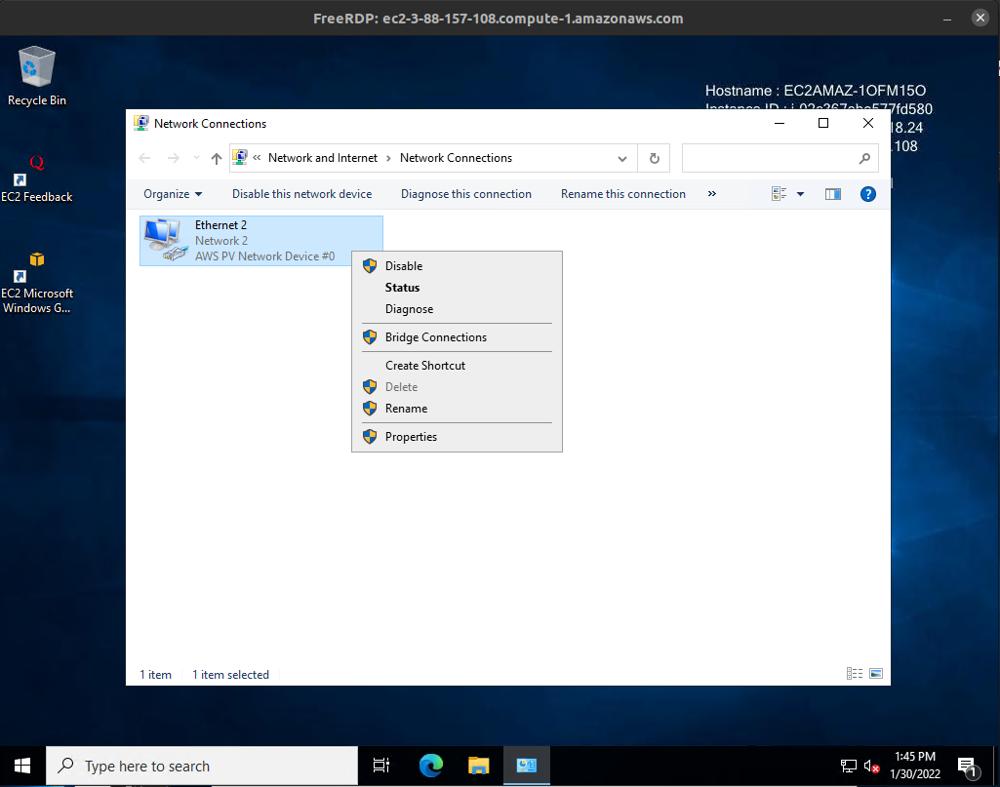 FreeRDP: ec2-3-88-157-108.compute-1.amazonaws.com
Recycle Bin
Hostname : EC2AMAZ-1OFM15O
Instance ID :
577fd580
18.24
.108
Network Connections
« Network and Internet › Network Connections
EC2 Feedback
Organize Disable this network device Diagnose this connection Rename this connection »
Ethernet 2
Network 2
AWS PV Network Device #0
EC2 Microsoft
Windows G...
Disable
Status
Diagnose
Bridge Connections
Create Shortcut
Delete
Rename
Properties
1 item 1 item selected
Type here to search
1:45 PM
1/30/2022
1